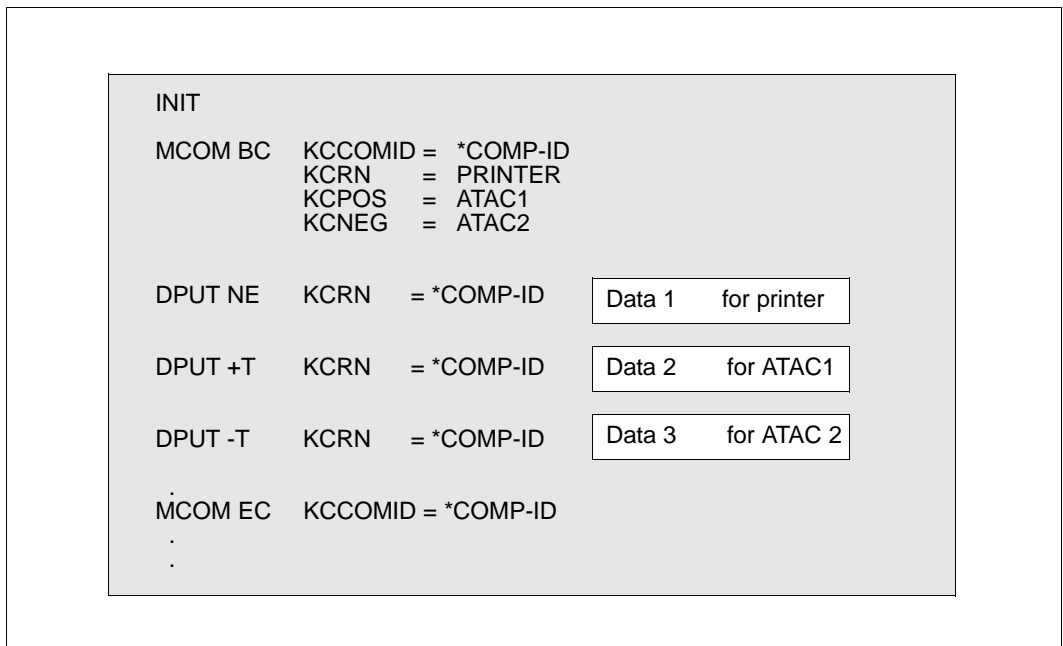 INIT
MCOM BC KCCOMID = *COMP-ID
KCRN = PRINTER
KCPOS = ATAC1
KCNEG = ATAC2
DPUT NE KCRN = *COMP-ID Data 1 for printer
DPUT +T KCRN = *COMP-ID Data 2 for ATAC1
DPUT -T KCRN = *COMP-ID Data 3 for ATAC 2
.
MCOM EC KCCOMID = *COMP-ID
.
.